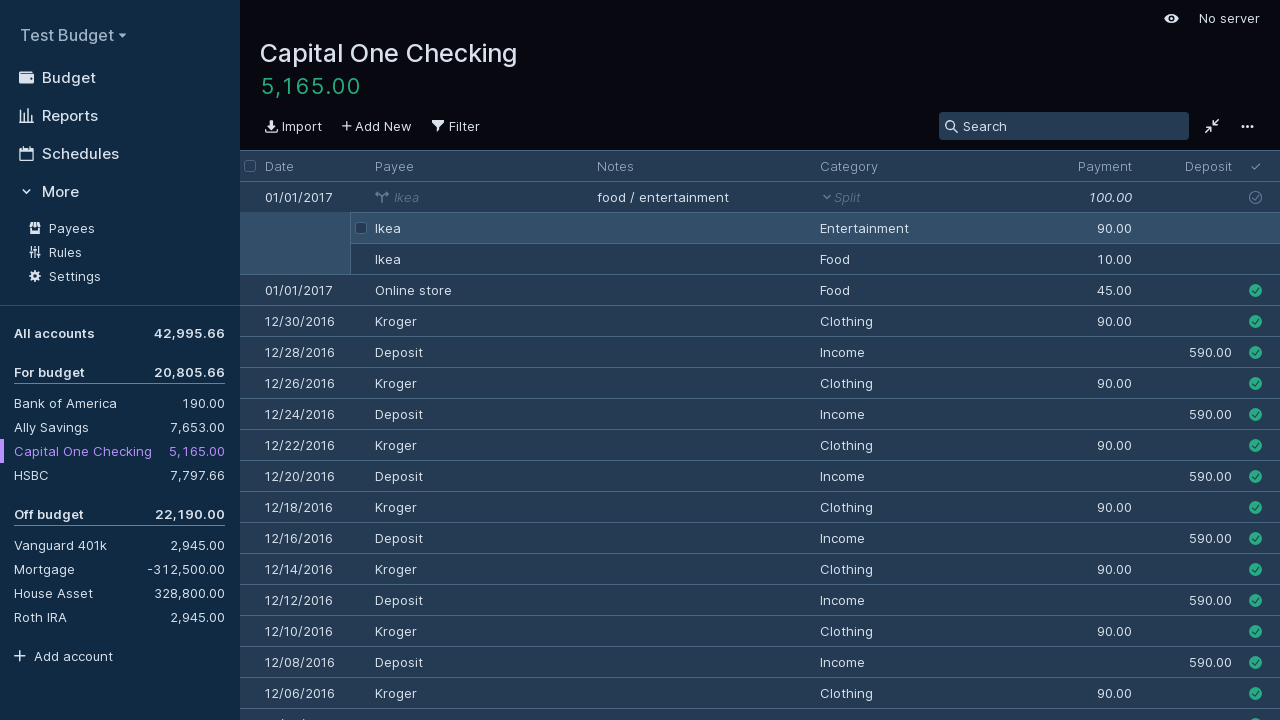 Test Budget
Budget
Reports
Schedules
More
Payees
Rules
Settings
All accounts 42,995.66
For budget 20,805.66
Bank of America 190.00
Ally Savings 7,653.00
Capital One Checking 5,165.00
HSBC 7,797.66
Off budget 22,190.00
Vanguard 401k 2,945.00
Mortgage -312,500.00
House Asset 328,800.00
Roth IRA 2,945.00
Add account
No server
Capital One Checking
5,165.00
Import Add New Filter Search
Date Payee Notes Category Payment Deposit
01/01/2017 Ikea food / entertainment Split 100.00
Ikea Entertainment 90.00
Ikea Food 10.00
01/01/2017 Online store Food 45.00
12/30/2016 Kroger Clothing 90.00
12/28/2016 Deposit Income 590.00
12/26/2016 Kroger Clothing 90.00
12/24/2016 Deposit Income 590.00
12/22/2016 Kroger Clothing 90.00
12/20/2016 Deposit Income 590.00
12/18/2016 Kroger Clothing 90.00
12/16/2016 Deposit Income 590.00
12/14/2016 Kroger Clothing 90.00
12/12/2016 Deposit Income 590.00
12/10/2016 Kroger Clothing 90.00
12/08/2016 Deposit Income 590.00
12/06/2016 Kroger Clothing 90.00